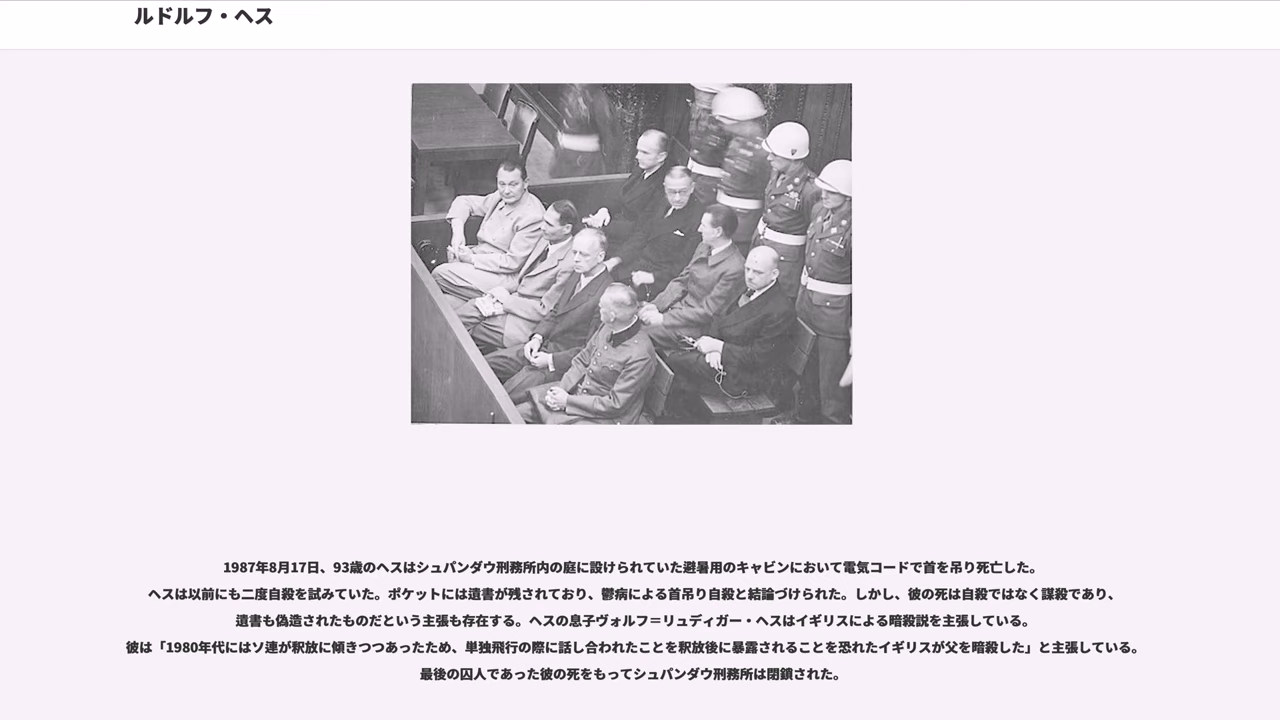 ルドルフ・ヘス
1987年8月17日、93歳のヘスはシュパンダウ刑務所内の庭に設けられていた避暑用のキャビンにおいて電気コードで首を吊り死亡した。
ヘスは以前にも二度自殺を試みていた。ポケットには遺書が残されており、鬱病による首吊り自殺と結論づけられた。しかし、彼の死は自殺ではなく謀殺であり、
遺書も偽造されたものだという主張も存在する。ヘスの息子ヴォルフ＝リュディガー・ヘスはイギリスによる暗殺説を主張している。
彼は「1980年代にはソ連が釈放に傾きつつあったため、単独飛行の際に話し合われたことを釈放後に暴露されることを恐れたイギリスが父を暗殺した」と主張している。
最後の囚人であった彼の死をもってシュパンダウ刑務所は閉鎖された。